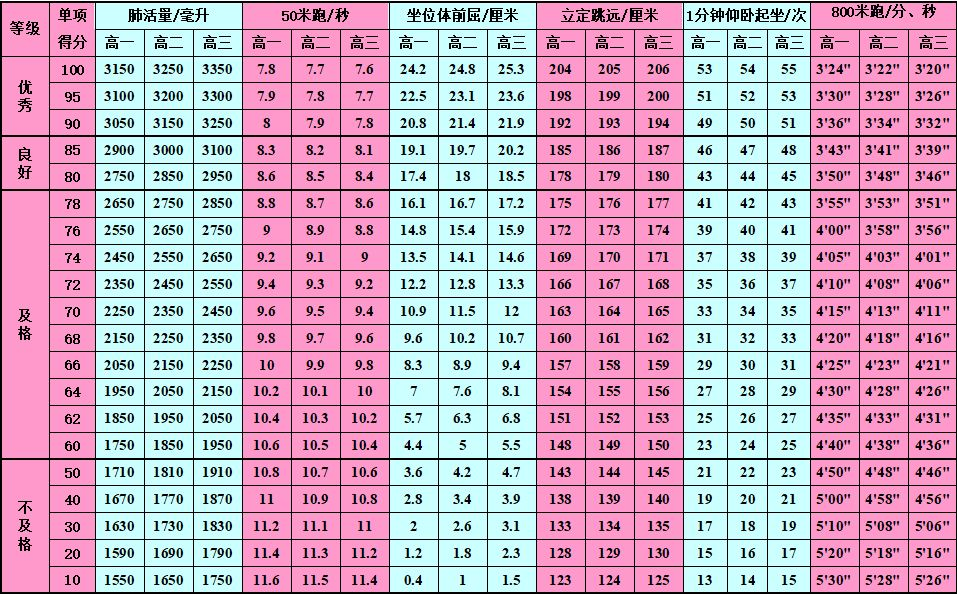 等级 单项得分 肺活量/毫升 50米跑/秒 坐位体前屈/厘米 立定跳远/厘米 1分钟仰卧起坐/次 800米跑/分、秒
高一 高二 高三 高一 高二 高三 高一 高二 高三 高一 高二 高三 高一 高二 高三 高一 高二 高三
优秀 100 3150 3250 3350 7.8 7.7 7.6 24.2 24.8 25.3 204 205 206 53 54 55 3'24" 3'22" 3'20"
95 3100 3200 3300 7.9 7.8 7.7 22.5 23.1 23.6 198 199 200 51 52 53 3'30" 3'28" 3'26"
90 3050 3150 3250 8 7.9 7.8 20.8 21.4 21.9 192 193 194 49 50 51 3'36" 3'34" 3'32"
良好 85 2900 3000 3100 8.3 8.2 8.1 19.1 19.7 20.2 185 186 187 46 47 48 3'43" 3'41" 3'39"
80 2750 2850 2950 8.6 8.5 8.4 17.4 18 18.5 178 179 180 43 44 45 3'50" 3'48" 3'46"
及格 78 2650 2750 2850 8.8 8.7 8.6 16.1 16.7 17.2 175 176 177 41 42 43 3'55" 3'53" 3'51"
76 2550 2650 2750 9 8.9 8.8 14.8 15.4 15.9 172 173 174 39 40 41 4'00" 3'58" 3'56"
74 2450 2550 2650 9.2 9.1 9 13.5 14.1 14.6 169 170 171 37 38 39 4'05" 4'03" 4'01"
72 2350 2450 2550 9.4 9.3 9.2 12.2 12.8 13.3 166 167 168 35 36 37 4'10" 4'08" 4'06"
70 2250 2350 2450 9.6 9.5 9.4 10.9 11.5 12 163 164 165 33 34 35 4'15" 4'13" 4'11"
68 2150 2250 2350 9.8 9.7 9.6 9.6 10.2 10.7 160 161 162 31 32 33 4'20" 4'18" 4'16"
66 2050 2150 2250 10 9.9 9.8 8.3 8.9 9.4 157 158 159 29 30 31 4'25" 4'23" 4'21"
64 1950 2050 2150 10.2 10.1 10 7 7.6 8.1 154 155 156 27 28 29 4'30" 4'28" 4'26"
62 1850 1950 2050 10.4 10.3 10.2 5.7 6.3 6.8 151 152 153 25 26 27 4'35" 4'33" 4'31"
60 1750 1850 1950 10.6 10.5 10.4 4.4 5 5.5 148 149 150 23 24 25 4'40" 4'38" 4'36"
不及格 50 1710 1810 1910 10.8 10.7 10.6 3.6 4.2 4.7 143 144 145 21 22 23 4'50" 4'48" 4'46"
40 1670 1770 1870 11 10.9 10.8 2.8 3.4 3.9 138 139 140 19 20 21 5'00" 4'58" 4'56"
30 1630 1730 1830 11.2 11.1 11 2 2.6 3.1 133 134 135 17 18 19 5'10" 5'08" 5'06"
20 1590 1690 1790 11.4 11.3 11.2 1.2 1.8 2.3 128 129 130 15 16 17 5'20" 5'18" 5'16"
10 1550 1650 1750 11.6 11.5 11.4 0.4 1 1.5 123 124 125 13 14 15 5'30" 5'28" 5'26"